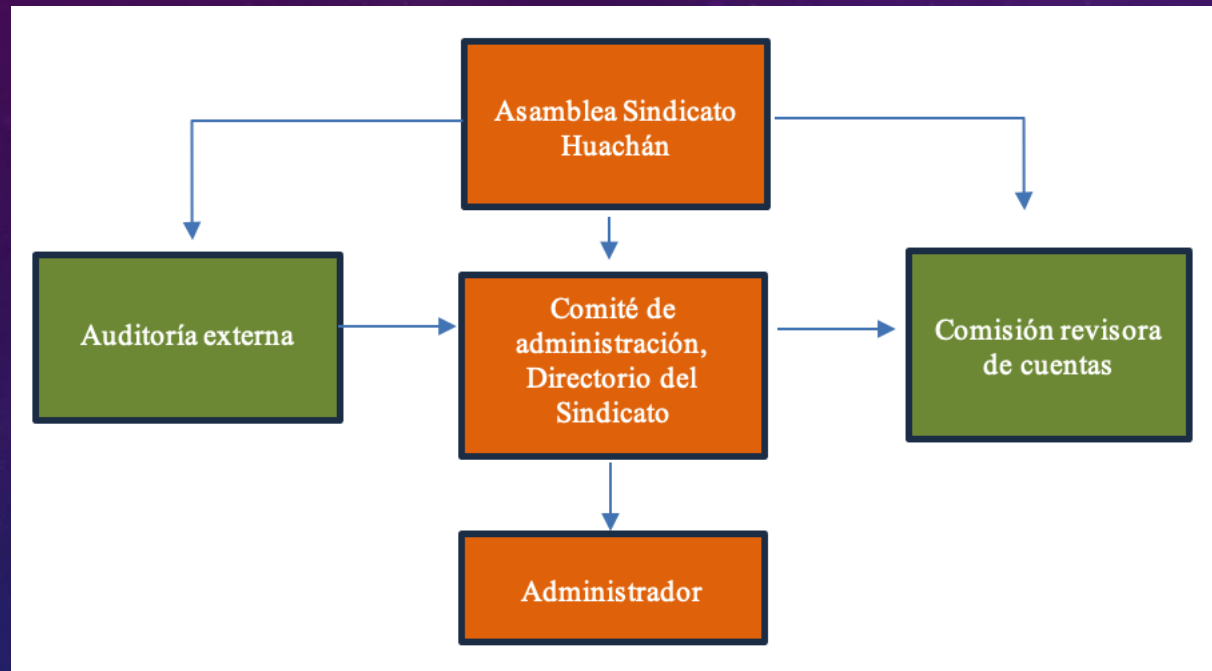 Asamblea Sindicato
Huachán
Auditoría externa
Comité de
administración,
Directorio del
Sindicato
Comisión revisora
de cuentas
Administrador